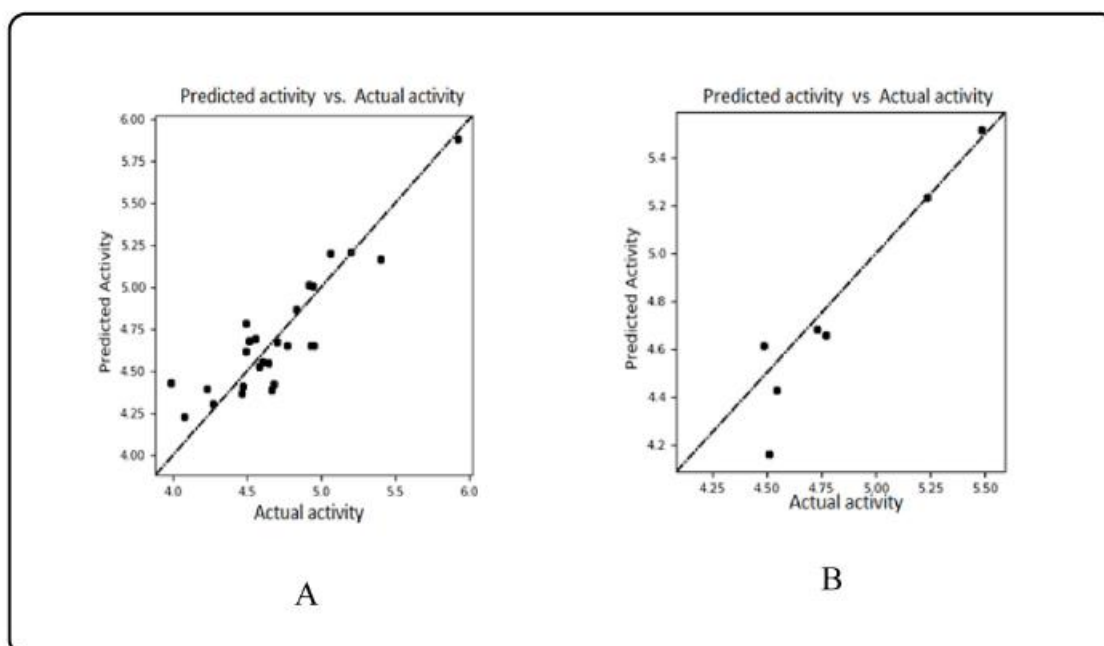 Predicted activity vs. Actual activity
6.00
5.75
5.50
5.25
5.00
4.75
4.50
4.25
4.00
Predicted Activity
4.0 4.5 5.0 5.5 6.0
Actual activity
A
Predicted activity vs Actual activity
5.4
5.2
5.0
4.8
4.6
4.4
4.2
Predicted Activity
4.25 4.50 4.75 5.00 5.25 5.50
Actual activity
B